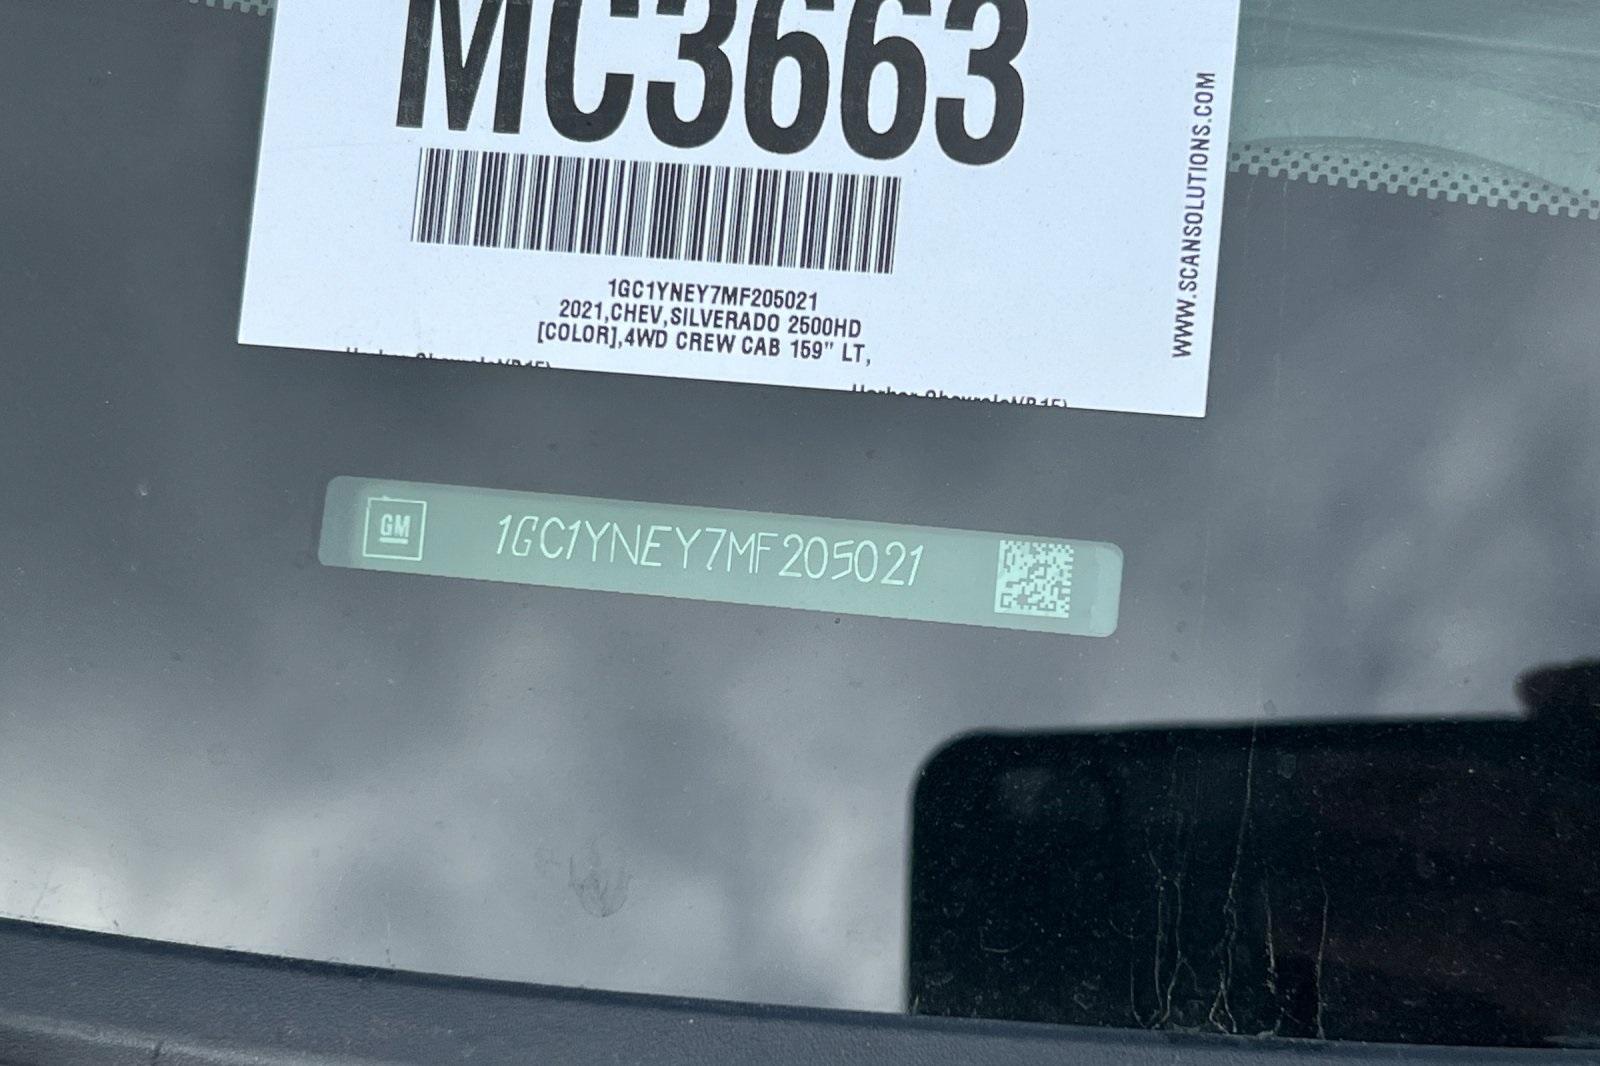 MC3663
WWW.SCANSOLUTIONS.COM
1GC1YNEY7MF205021
2021,CHEV,SILVERADO 2500HD
[COLOR],4WD CREW CAB 159" LT,
GM
1GC1YNEY7MF205021